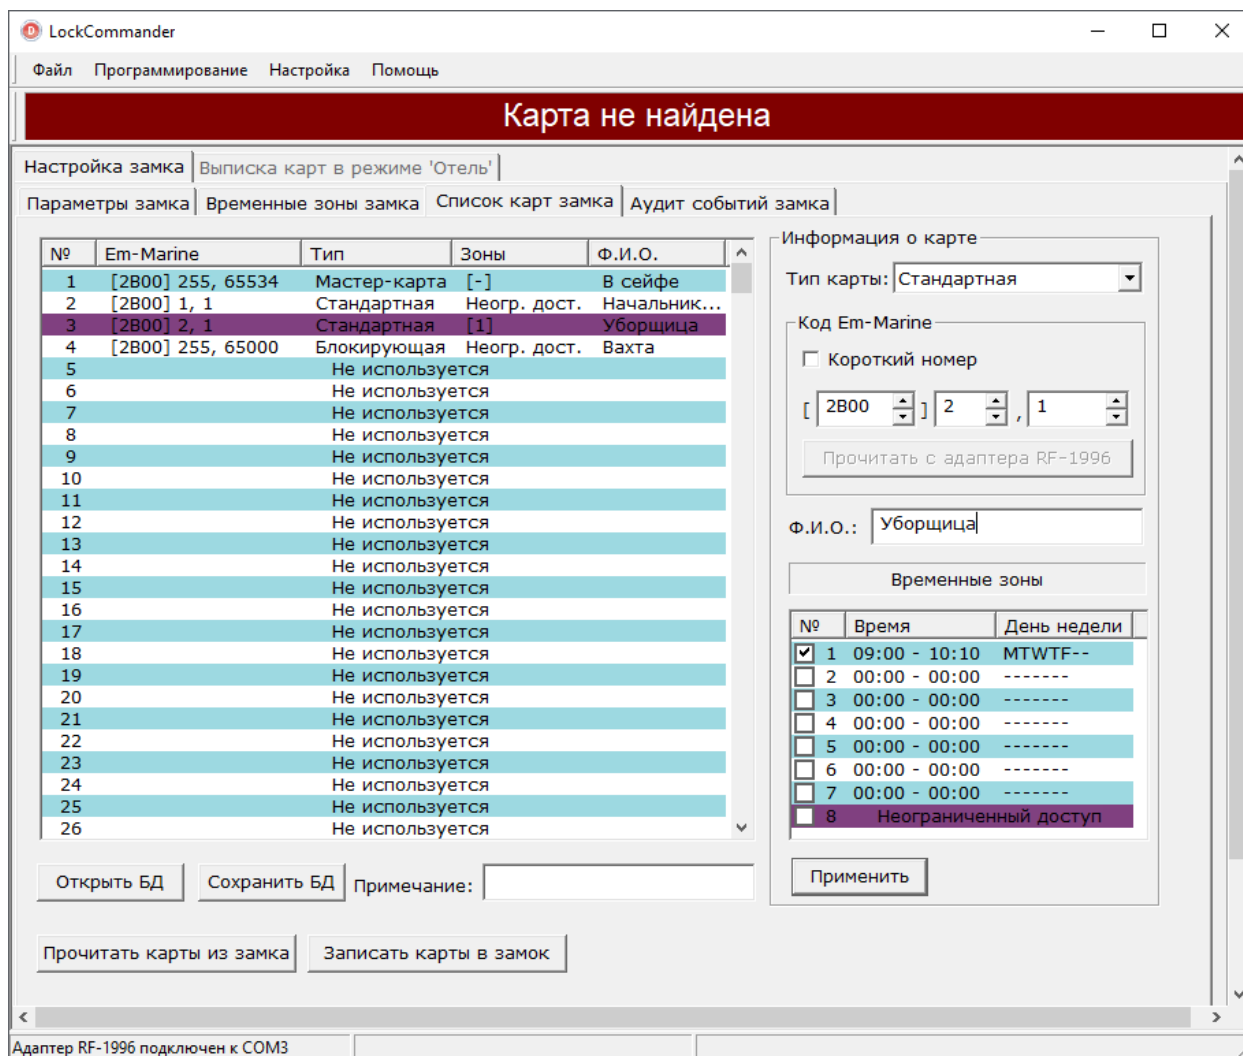 LockCommander
Файл Программирование Настройка Помощь
Карта не найдена
Настройка замка Выписка карт в режиме 'Отель'
Параметры замка Временные зоны замка Список карт замка Аудит событий замка
№ Em-Marine Тип Зоны Ф.И.О.
1 [2B00] 255, 65534 Мастер-карта [-] В сейфе
2 [2B00] 1, 1 Стандартная Неогр. дост. Начальник...
3 [2B00] 2, 1 Стандартная [1] Уборщица
4 [2B00] 255, 65000 Блокирующая Неогр. дост. Вахта
5 Не используется
6 Не используется
7 Не используется
8 Не используется
9 Не используется
10 Не используется
11 Не используется
12 Не используется
13 Не используется
14 Не используется
15 Не используется
16 Не используется
17 Не используется
18 Не используется
19 Не используется
20 Не используется
21 Не используется
22 Не используется
23 Не используется
24 Не используется
25 Не используется
26 Не используется
Информация о карте
Тип карты: Стандартная
Код Em-Marine
Короткий номер
[ 2B00 ] 2 , 1
Прочитать с адаптера RF-1996
Ф.И.О.: Уборщица
Временные зоны
№ Время День недели
1 09:00 - 10:10 MTWTF--
2 00:00 - 00:00 -------
3 00:00 - 00:00 -------
4 00:00 - 00:00 -------
5 00:00 - 00:00 -------
6 00:00 - 00:00 -------
7 00:00 - 00:00 -------
8 Неограниченный доступ
Применить
Открыть БД Сохранить БД Примечание:
Прочитать карты из замка Записать карты в замок
Адаптер RF-1996 подключен к COM3